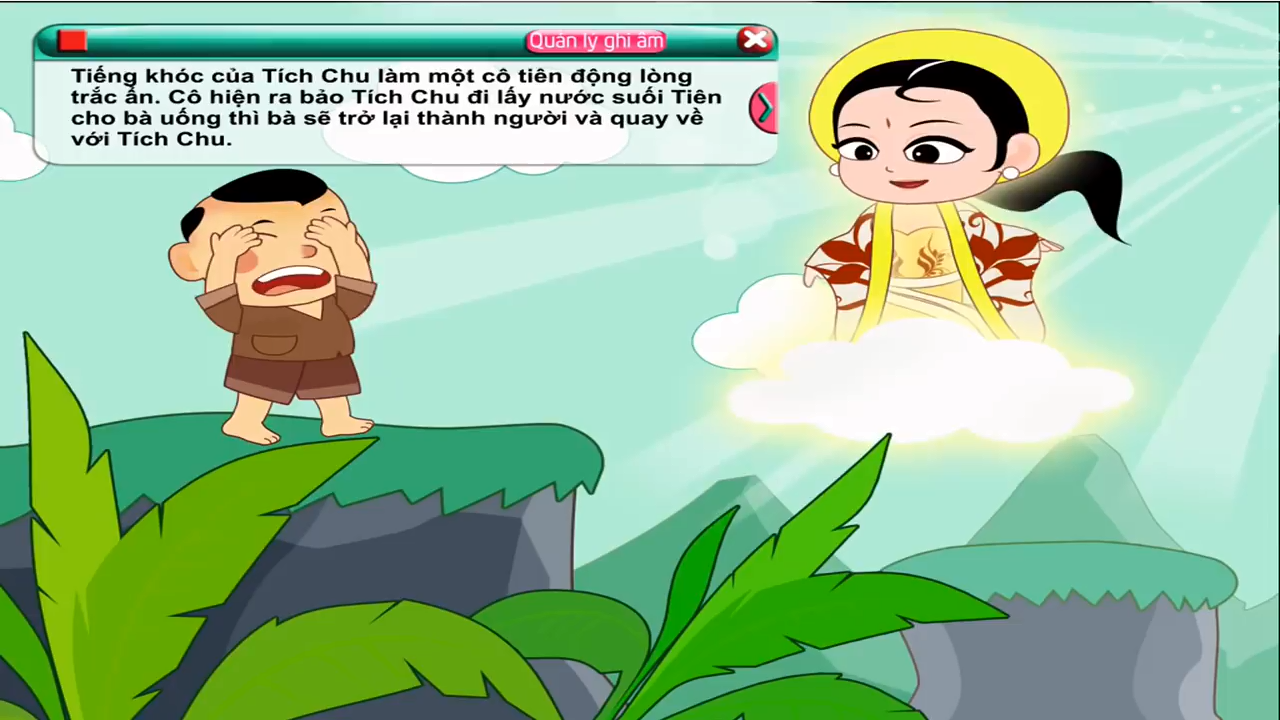 Quản lý ghi âm
Tiếng khóc của Tích Chu làm một cô tiên động lòng
trắc ẩn. Cô hiện ra bảo Tích Chu đi lấy nước suối Tiên
cho bà uống thì bà sẽ trở lại thành người và quay về
với Tích Chu.